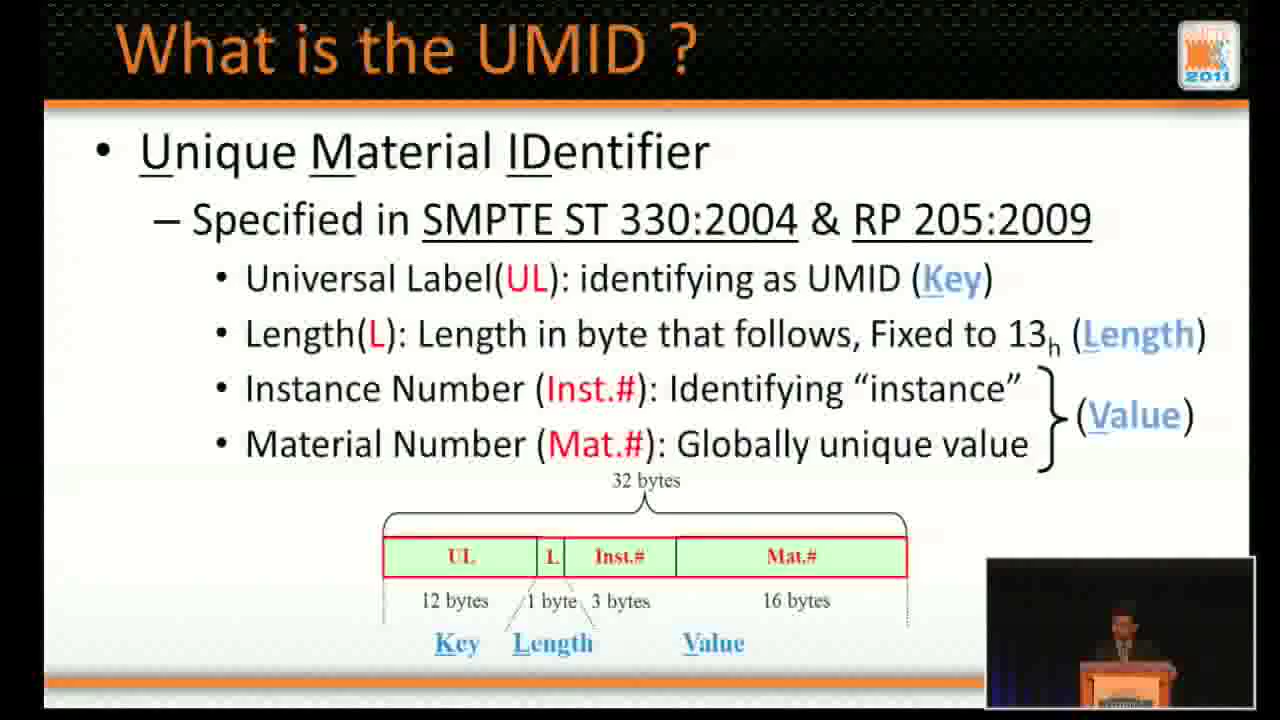 What is the UMID ?
2011
• Unique Material IDentifier
– Specified in SMPTE ST 330:2004 & RP 205:2009
• Universal Label(UL): identifying as UMID (Key)
• Length(L): Length in byte that follows, Fixed to 13h (Length)
• Instance Number (Inst.#): Identifying “instance”
• Material Number (Mat.#): Globally unique value
(Value)
32 bytes
UL L Inst.# Mat.#
12 bytes 1 byte 3 bytes 16 bytes
Key Length Value